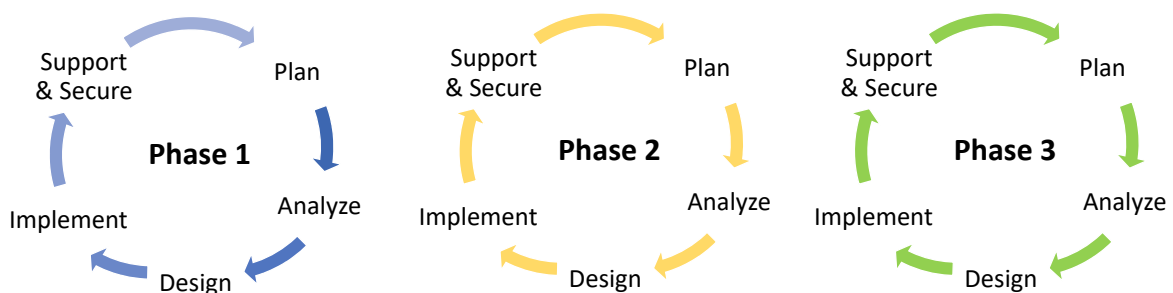 Support
& Secure
Plan
Phase 1
Analyze
Implement
Design
Support
& Secure
Plan
Phase 2
Analyze
Implement
Design
Support
& Secure
Plan
Phase 3
Analyze
Implement
Design